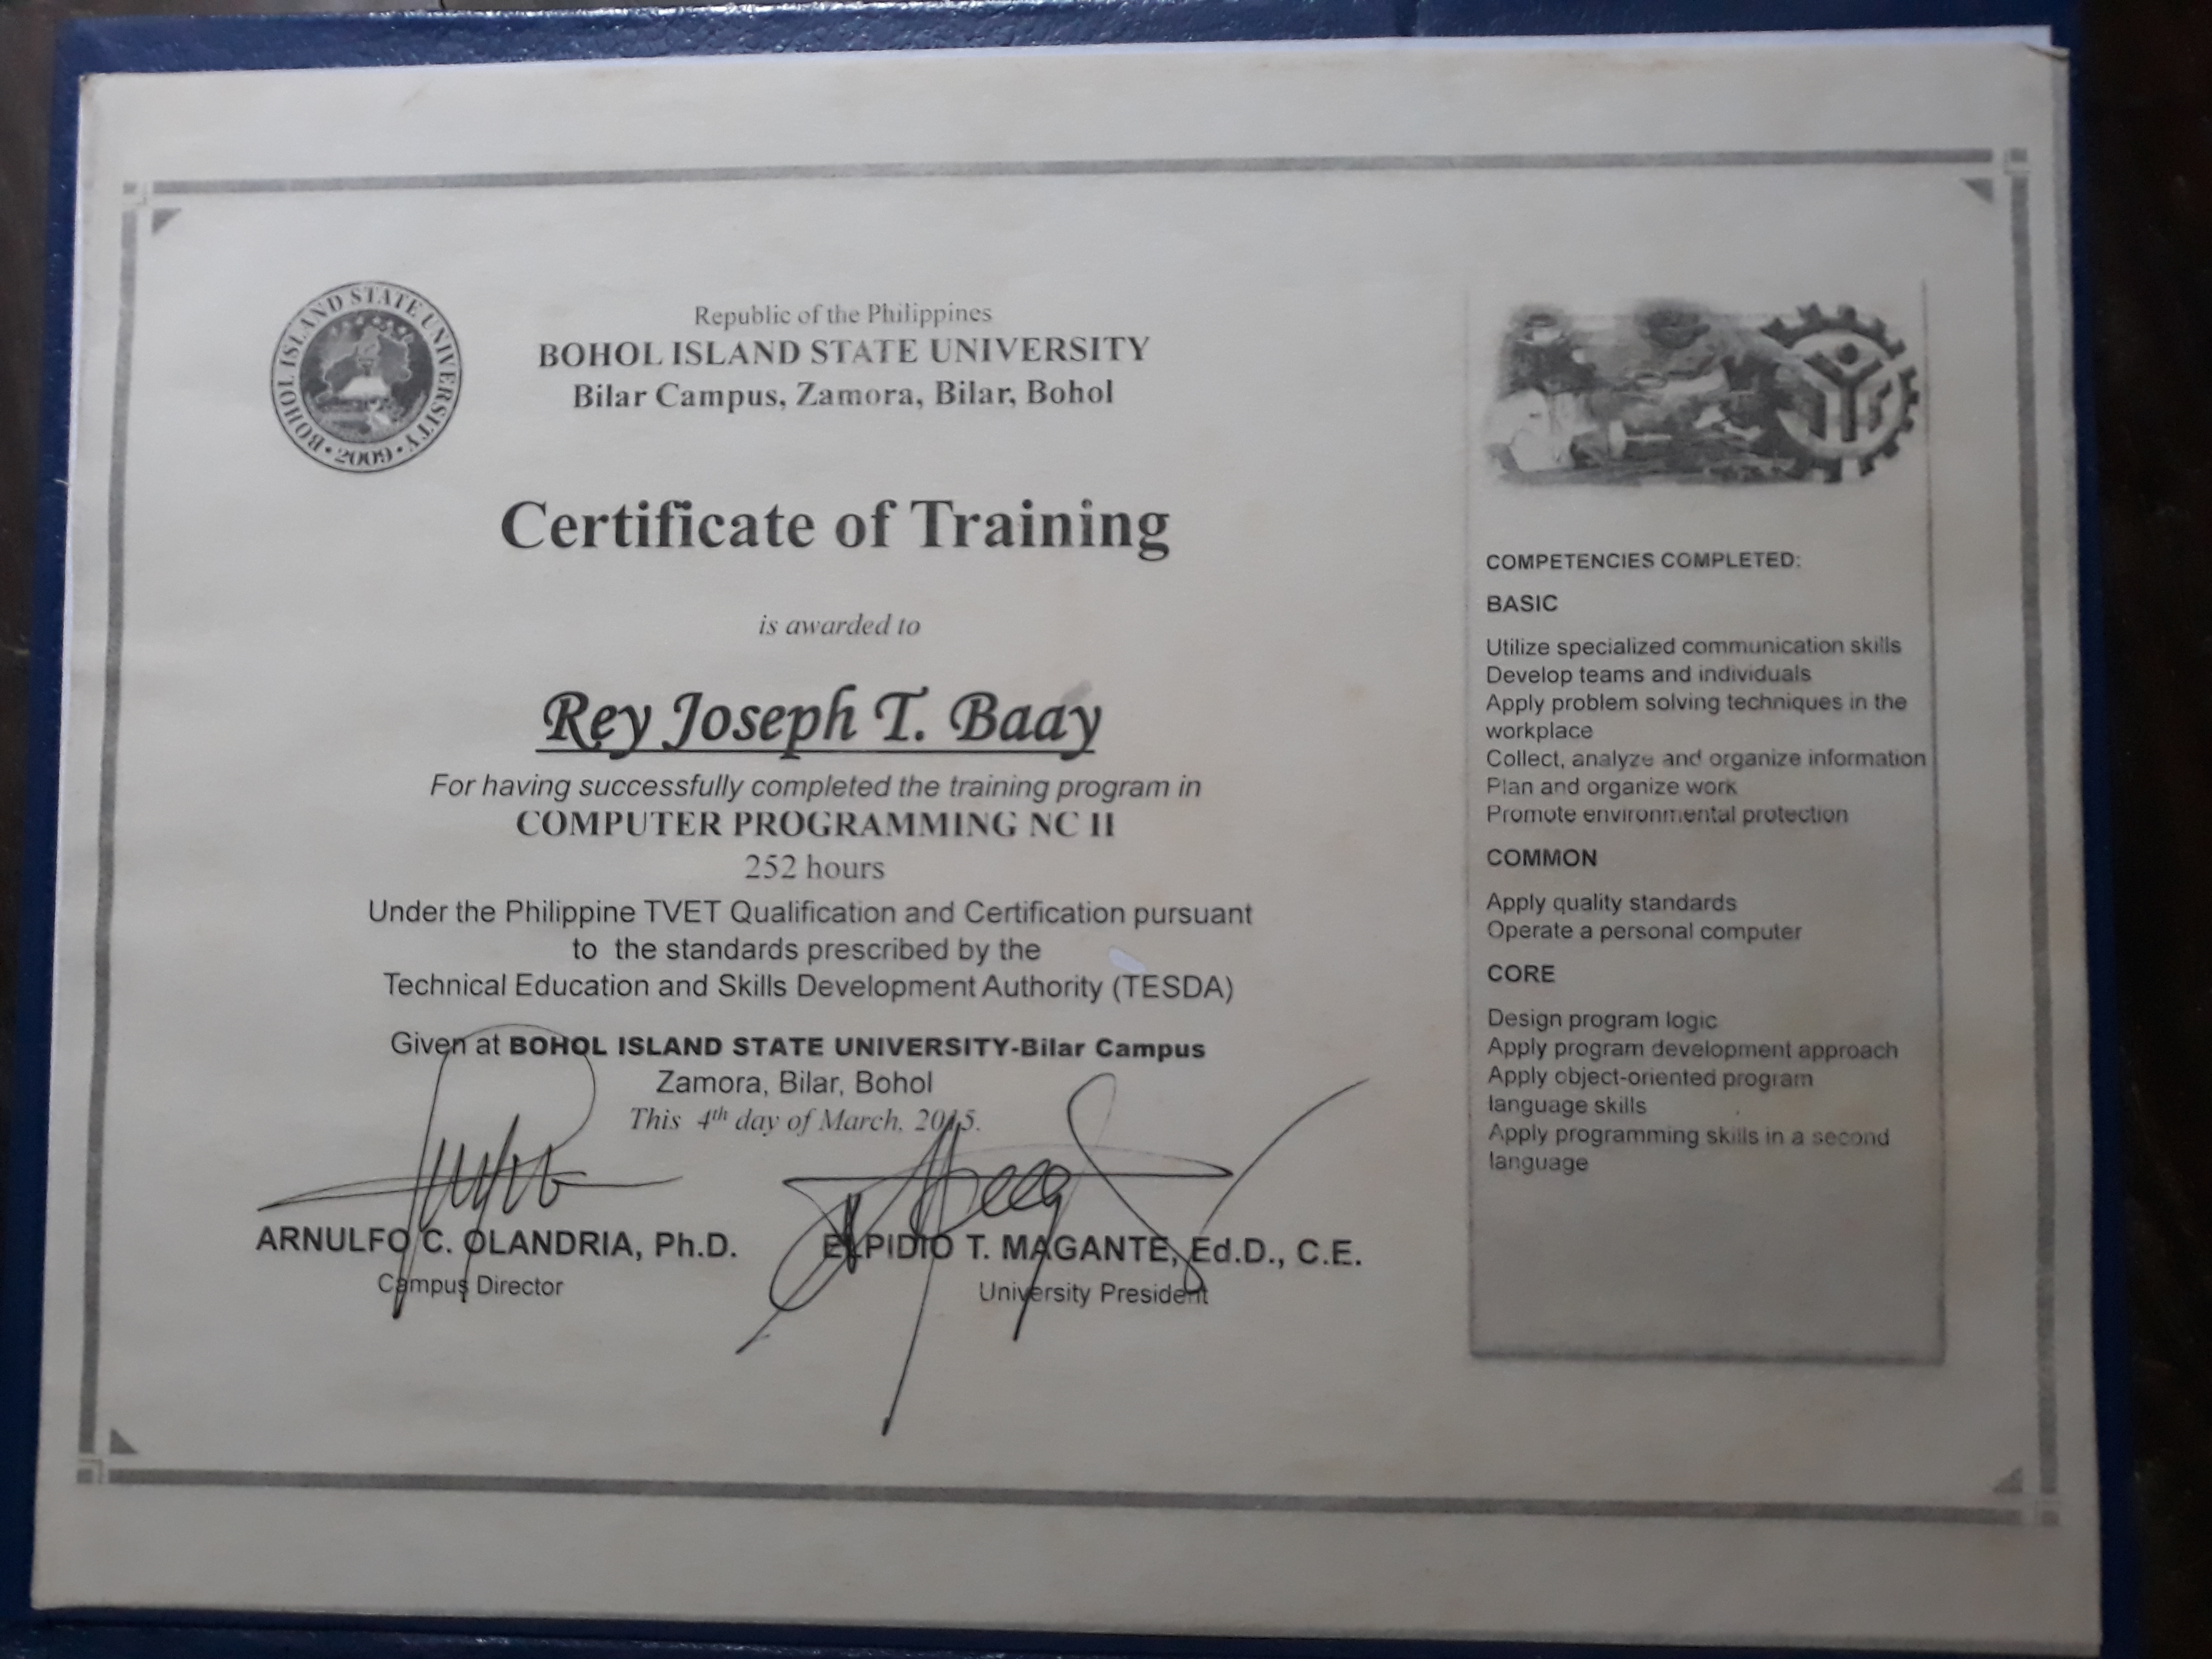 BOHOL ISLAND STATE UNIVERSITY
• 2009 •
Republic of the Philippines
BOHOL ISLAND STATE UNIVERSITY
Bilar Campus, Zamora, Bilar, Bohol
Certificate of Training
is awarded to
Rey Joseph T. Baay
For having successfully completed the training program in
COMPUTER PROGRAMMING NC II
252 hours
Under the Philippine TVET Qualification and Certification pursuant
to the standards prescribed by the
Technical Education and Skills Development Authority (TESDA)
Given at BOHOL ISLAND STATE UNIVERSITY-Bilar Campus
Zamora, Bilar, Bohol
This 4th day of March, 2015.
ARNULFO C. OLANDRIA, Ph.D.
Campus Director
ELPIDIO T. MAGANTE, Ed.D., C.E.
University President
COMPETENCIES COMPLETED:
BASIC
Utilize specialized communication skills
Develop teams and individuals
Apply problem solving techniques in the
workplace
Collect, analyze and organize information
Plan and organize work
Promote environmental protection
COMMON
Apply quality standards
Operate a personal computer
CORE
Design program logic
Apply program development approach
Apply object-oriented program
language skills
Apply programming skills in a second
language